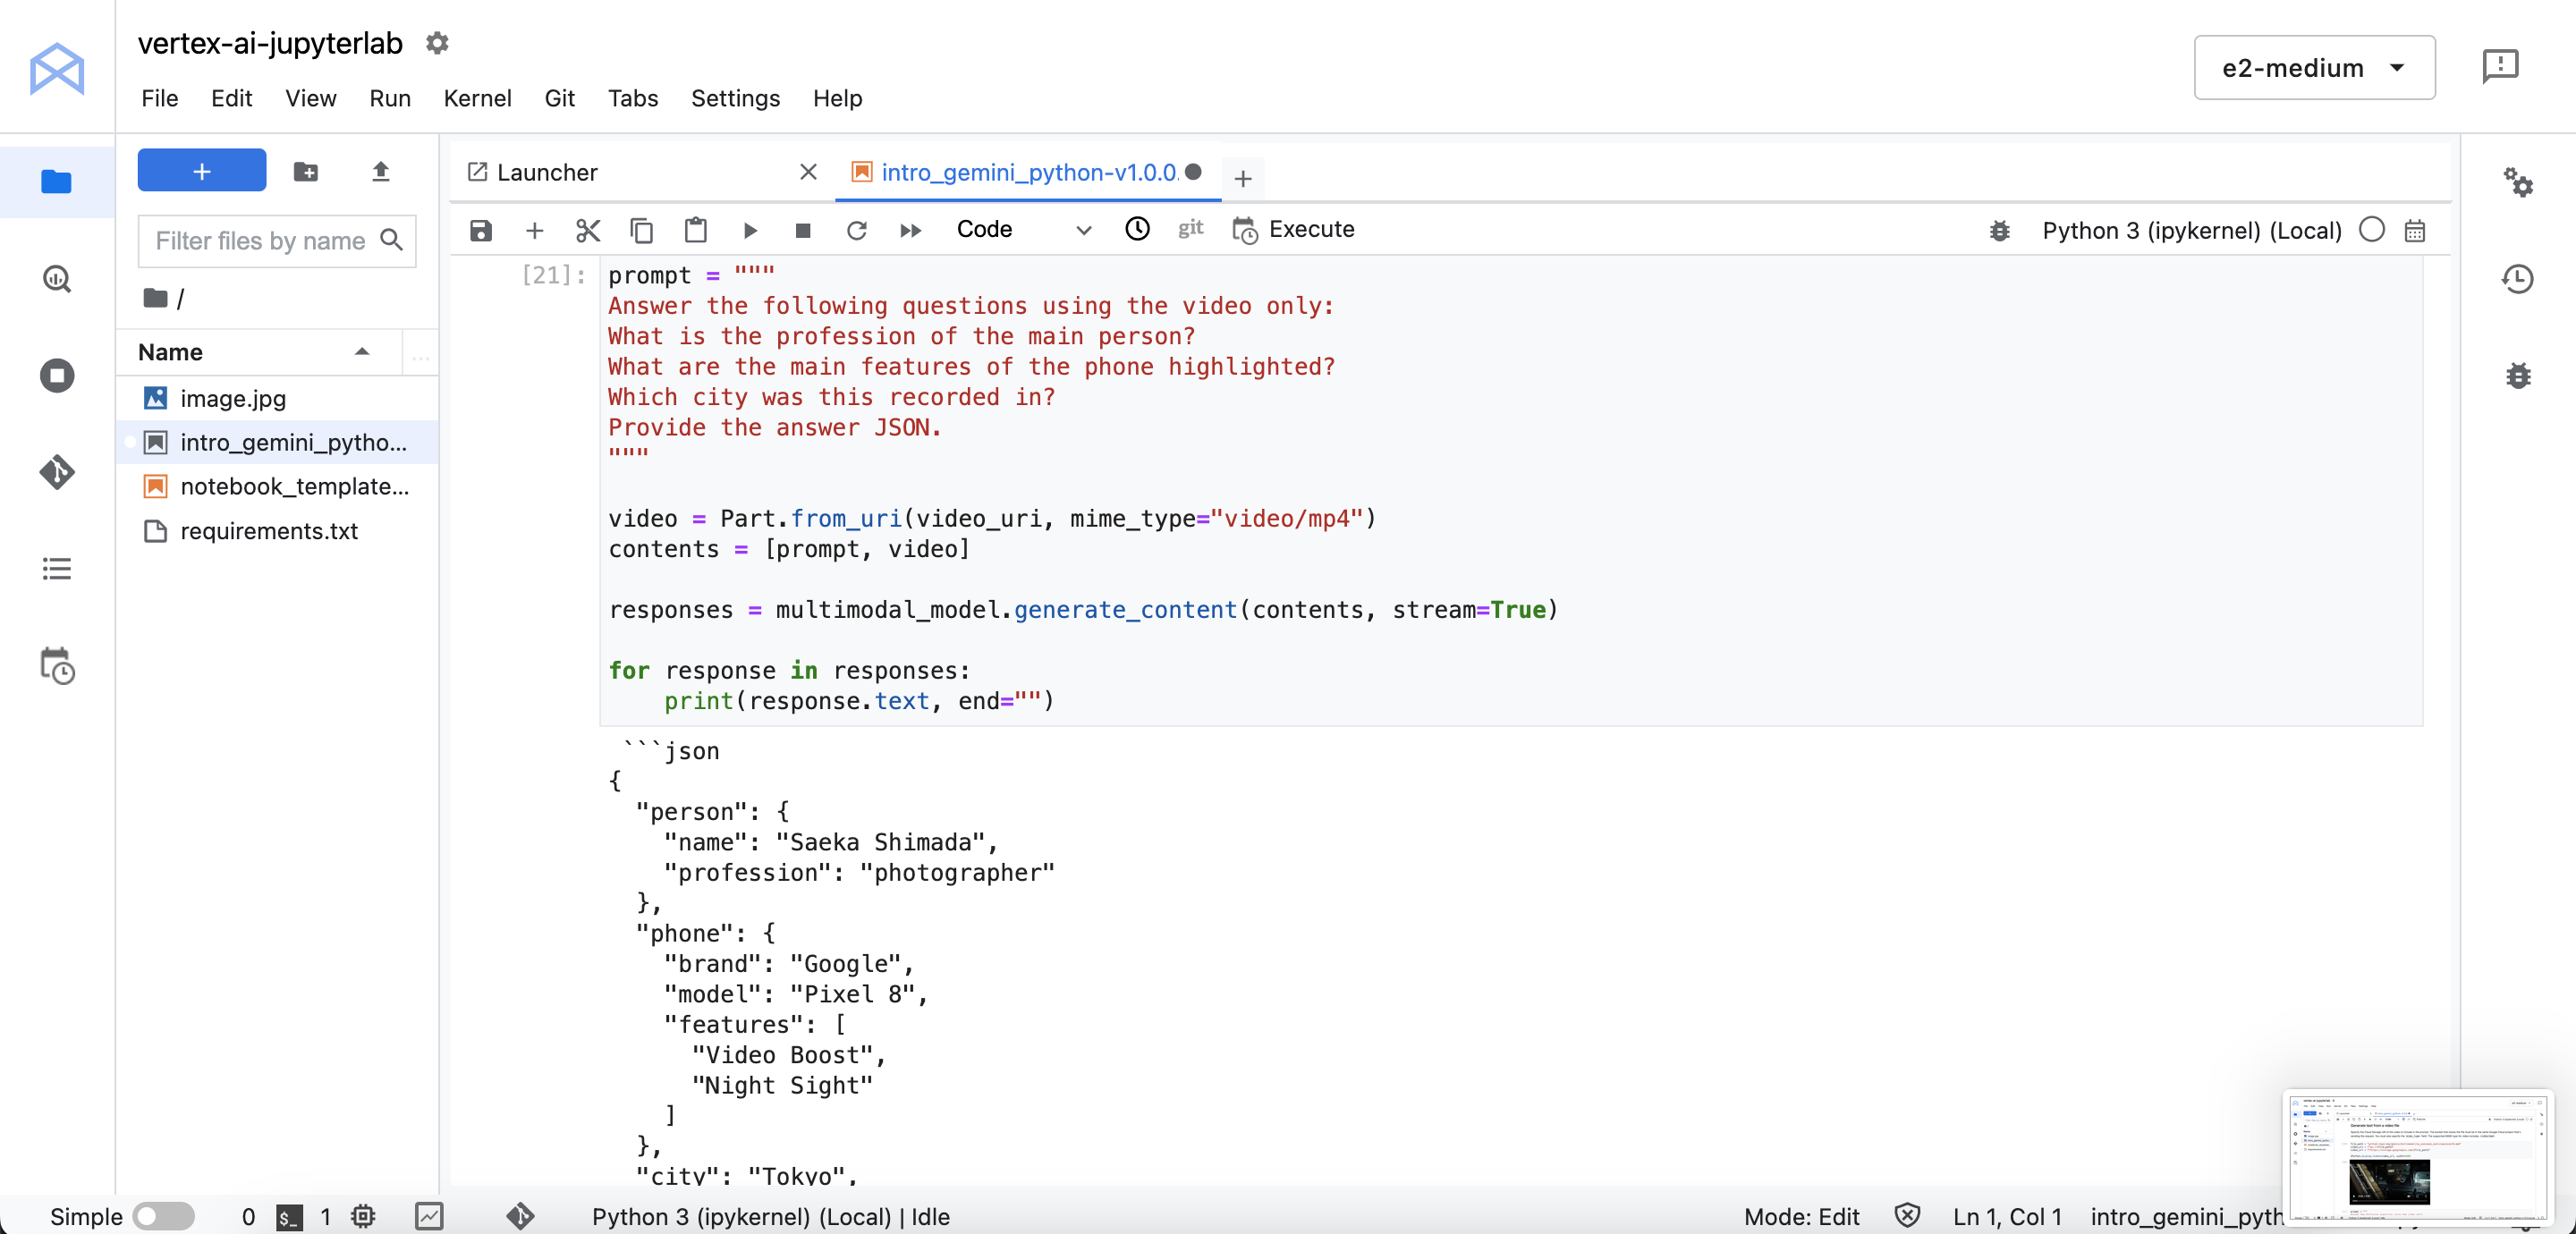 vertex-ai-jupyterlab
File Edit View Run Kernel Git Tabs Settings Help
e2-medium
Launcher
intro_gemini_python-v1.0.0.
Filter files by name
/
Name
...
image.jpg
intro_gemini_pytho...
notebook_template...
requirements.txt
Code
git
Execute
Python 3 (ipykernel) (Local)
[21]:
prompt = """
Answer the following questions using the video only:
What is the profession of the main person?
What are the main features of the phone highlighted?
Which city was this recorded in?
Provide the answer JSON.
"""
video = Part.from_uri(video_uri, mime_type="video/mp4")
contents = [prompt, video]
responses = multimodal_model.generate_content(contents, stream=True)
for response in responses:
    print(response.text, end="")
```json
{
  "person": {
    "name": "Saeka Shimada",
    "profession": "photographer"
  },
  "phone": {
    "brand": "Google",
    "model": "Pixel 8",
    "features": [
      "Video Boost",
      "Night Sight"
    ]
  },
  "city": "Tokyo",
Simple 0 $_ 1 Python 3 (ipykernel) (Local) | Idle Mode: Edit Ln 1, Col 1 intro_gemini_pyth